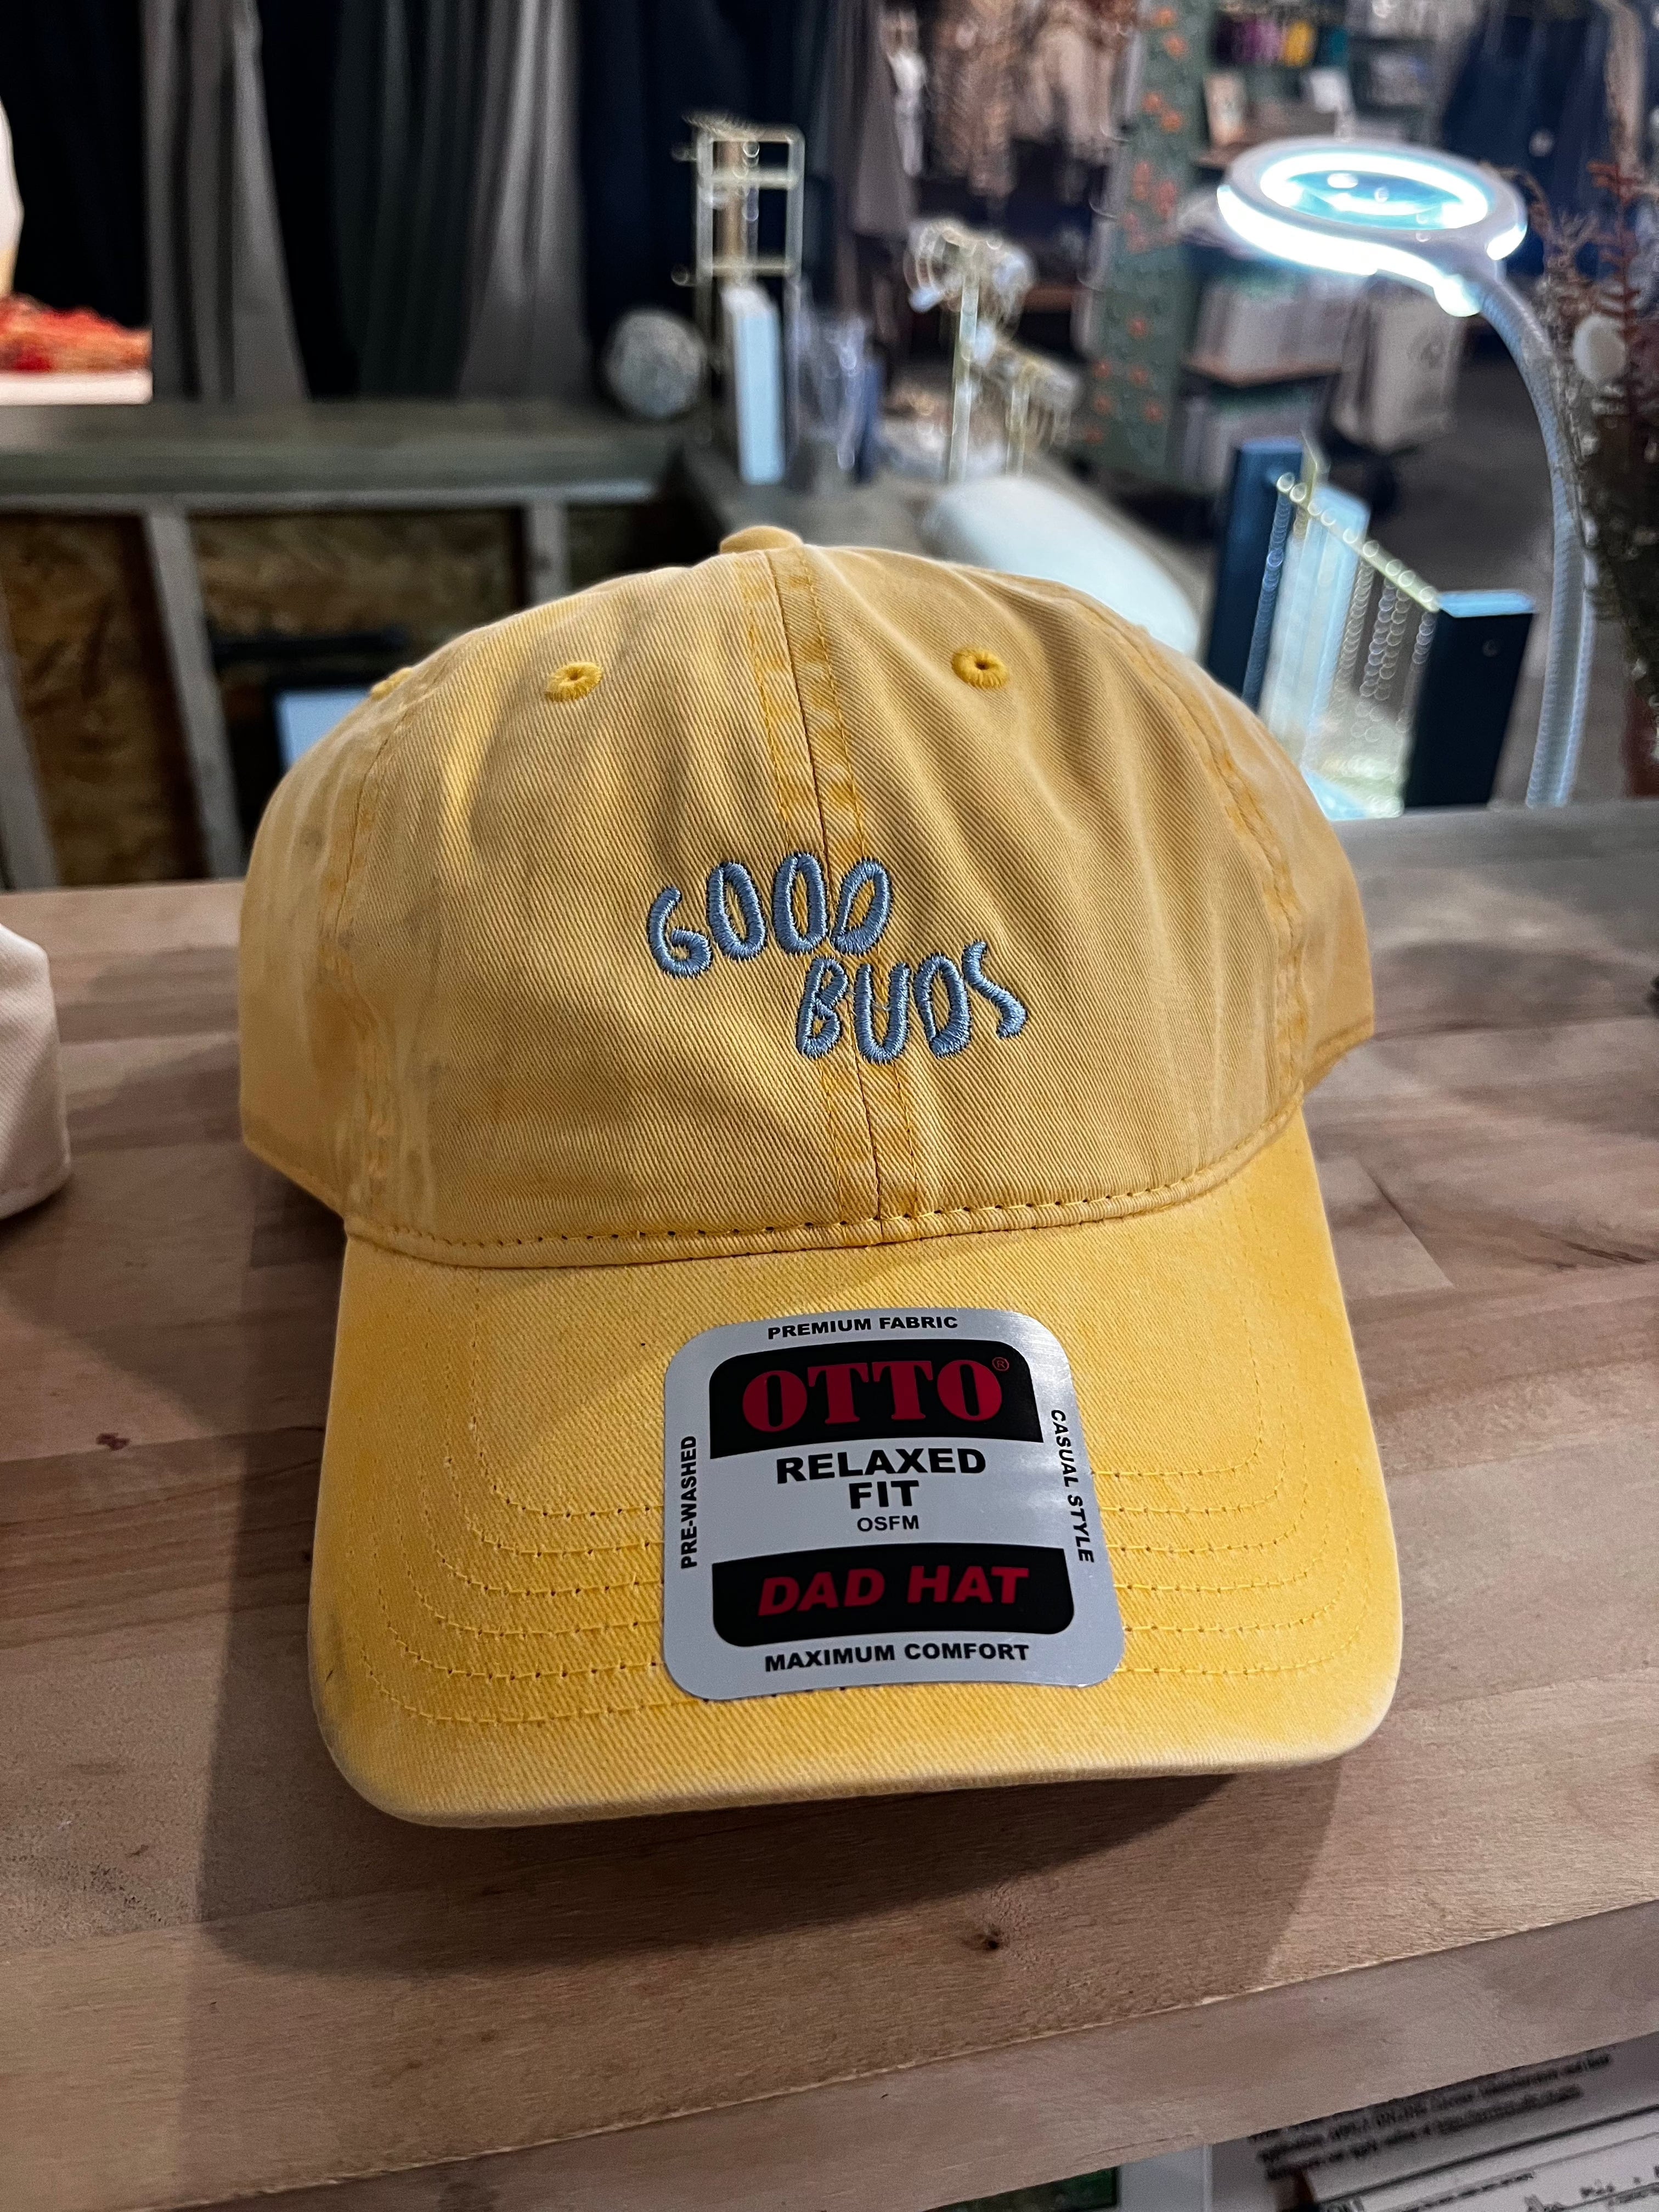 GOOD
BUDS
PREMIUM FABRIC
OTTO®
PRE-WASHED
CASUAL STYLE
RELAXED
FIT
OSFM
DAD HAT
MAXIMUM COMFORT